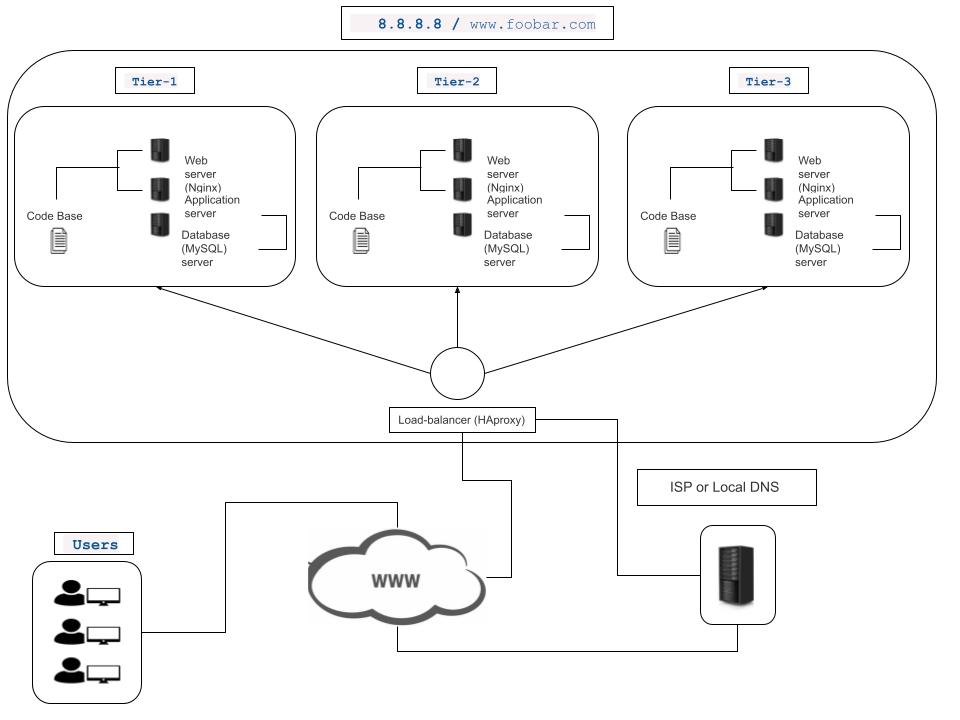 8.8.8.8 / www.foobar.com
Tier-1
Tier-2
Tier-3
Web
server
(Nginx)
Application
server
Code Base
Database
(MySQL)
server
Web
server
(Nginx)
Application
server
Code Base
Database
(MySQL)
server
Web
server
(Nginx)
Application
server
Code Base
Database
(MySQL)
server
Load-balancer (HAproxy)
ISP or Local DNS
Users
WWW